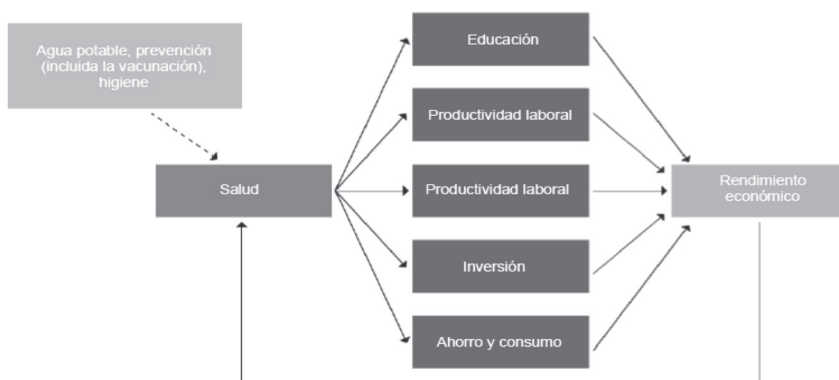 Agua potable, prevención
(incluida la vacunación),
higiene
Salud
Educación
Productividad laboral
Productividad laboral
Inversión
Ahorro y consumo
Rendimiento
económico